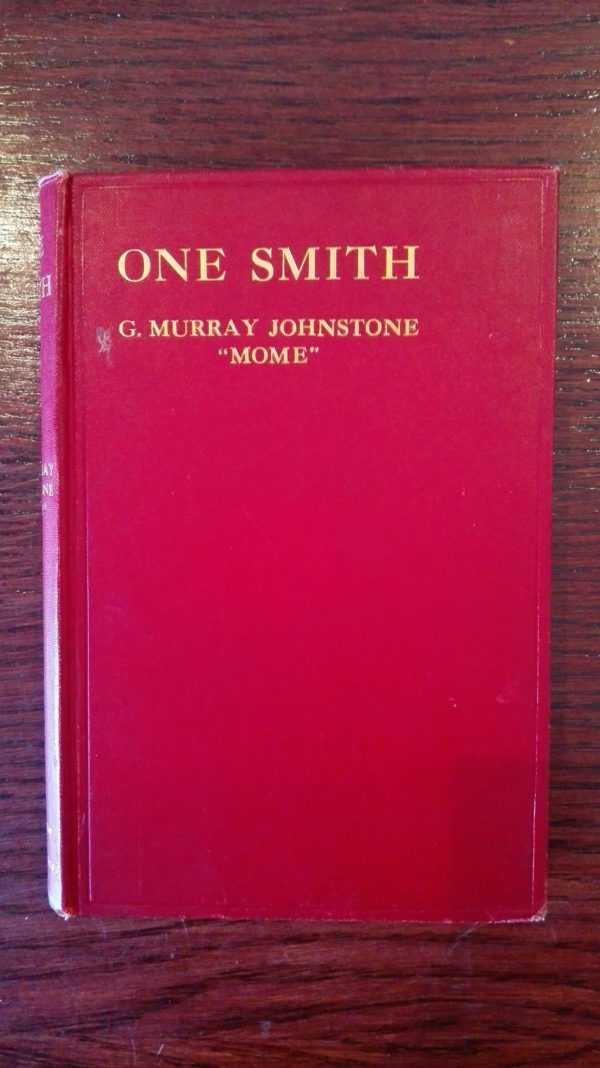 ONE SMITH
G. MURRAY JOHNSTONE
"MOME"